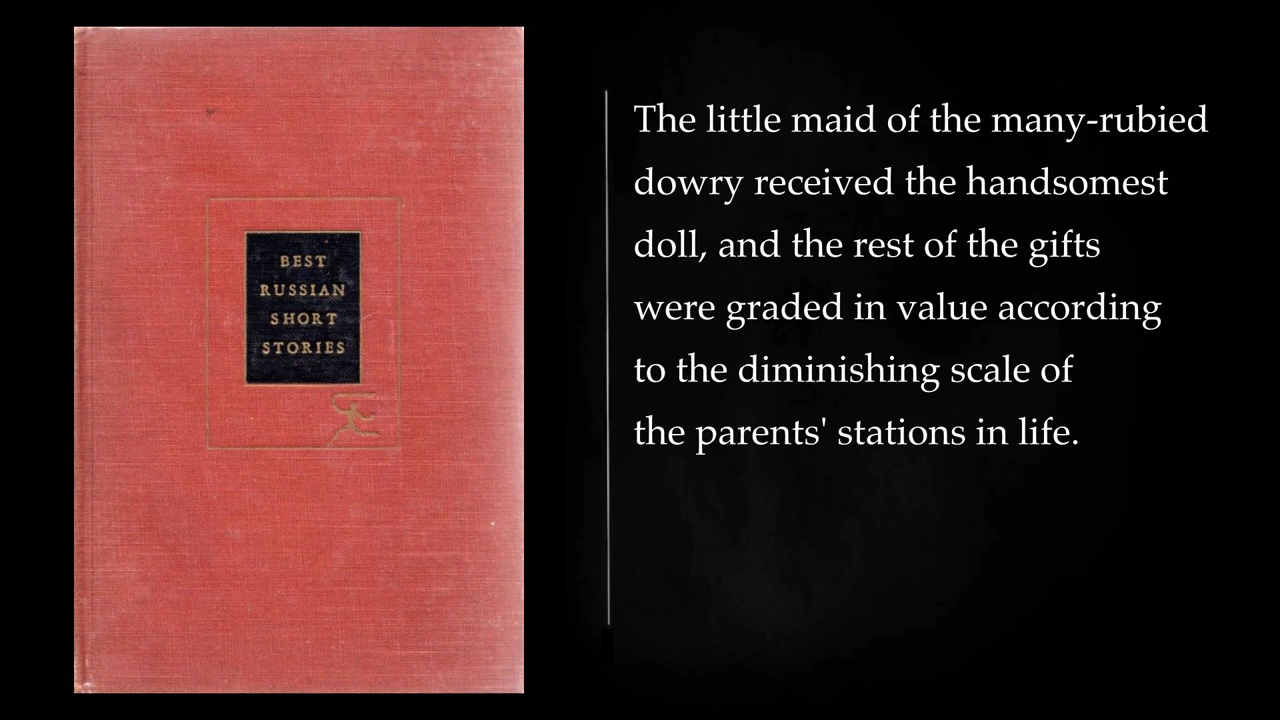 BEST
RUSSIAN
SHORT
STORIES
The little maid of the many-rubied
dowry received the handsomest
doll, and the rest of the gifts
were graded in value according
to the diminishing scale of
the parents' stations in life.